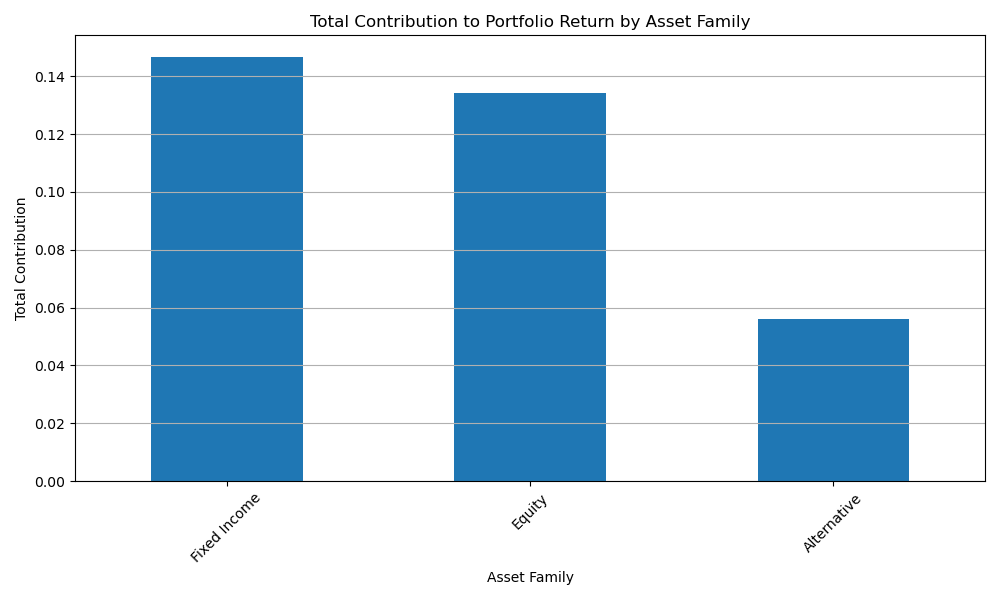 Total Contribution to Portfolio Return by Asset Family
Total Contribution
0.14
0.12
0.10
0.08
0.06
0.04
0.02
0.00
Fixed Income
Equity
Alternative
Asset Family